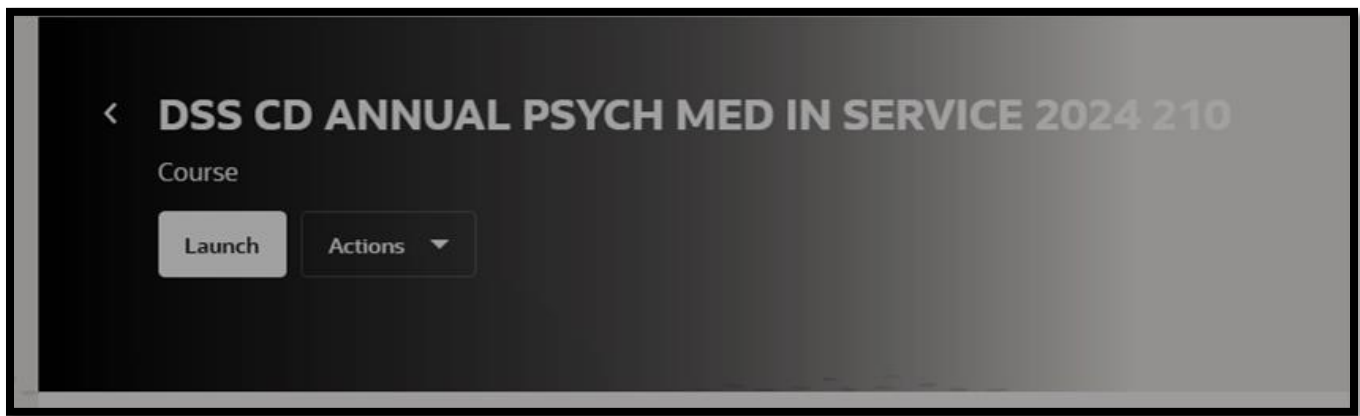 DSS CD ANNUAL PSYCH MED IN SERVICE 2024 210
Course
Launch
Actions